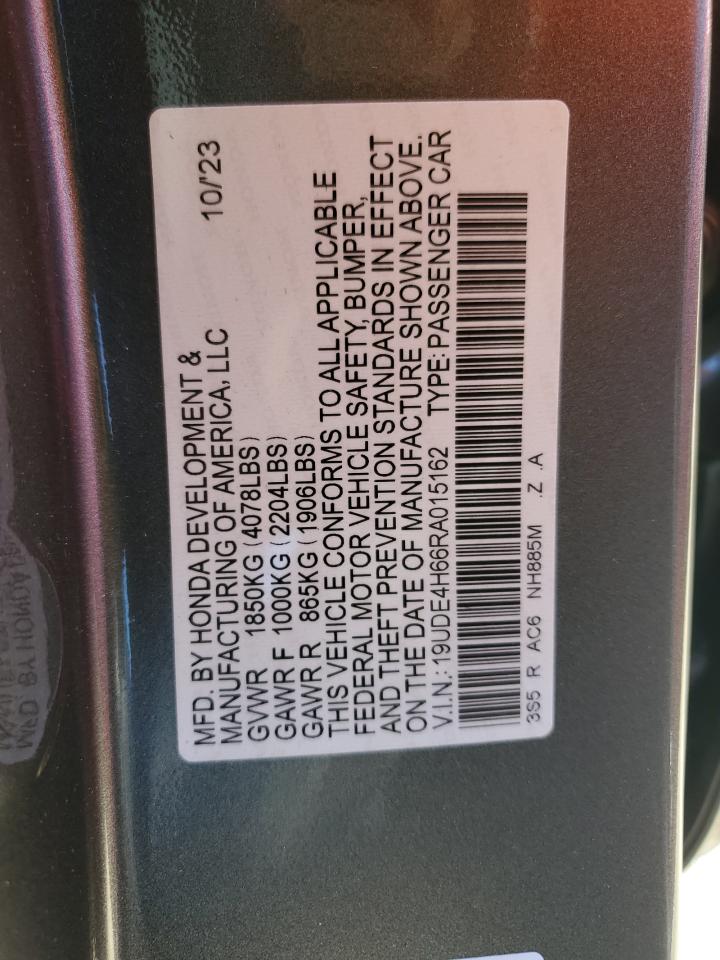 MFD. BY HONDA DEVELOPMENT &
MANUFACTURING OF AMERICA, LLC 10/'23
GVWR 1850KG (4078LBS)
GAWR F 1000KG (2204LBS)
GAWR R 865KG (1906LBS)
THIS VEHICLE CONFORMS TO ALL APPLICABLE
FEDERAL MOTOR VEHICLE SAFETY, BUMPER,
AND THEFT PREVENTION STANDARDS IN EFFECT
ON THE DATE OF MANUFACTURE SHOWN ABOVE.
V.I.N.: 19UDE4H66RA015162 TYPE: PASSENGER CAR
3S5 R AC6 NH885M .Z .A